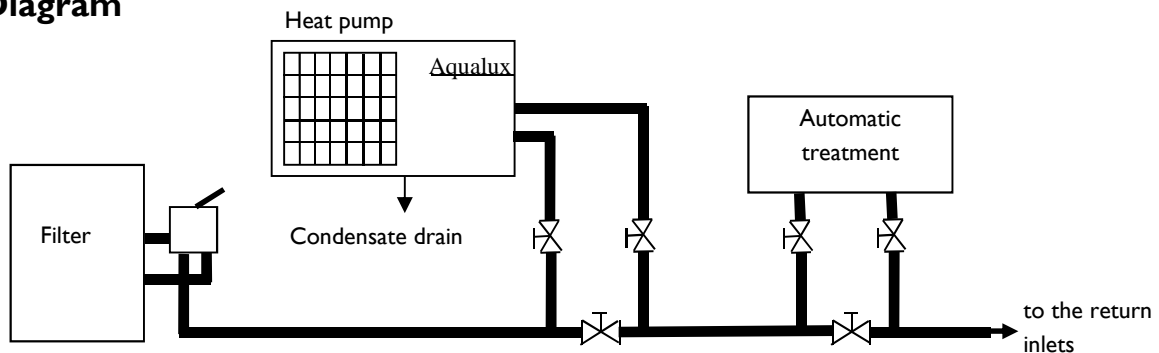 Diagram
Heat pump
Aqualux
Automatic
treatment
Filter
Condensate drain
to the return
inlets